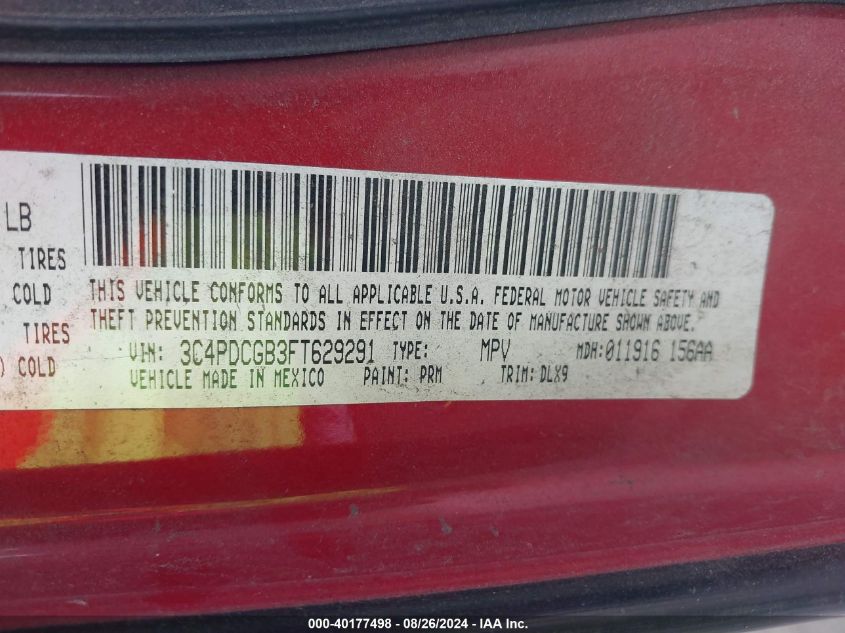 LB
TIRES
COLD
TIRES
) COLD
THIS VEHICLE CONFORMS TO ALL APPLICABLE U.S.A. FEDERAL MOTOR VEHICLE SAFETY AND
THEFT PREVENTION STANDARDS IN EFFECT ON THE DATE OF MANUFACTURE SHOWN ABOVE.
VIN: 3C4PDCGB3FT629291 TYPE: MPV MDH:011916 156AA
VEHICLE MADE IN MEXICO PAINT: PRM TRIM: DLX9
000-40177498 - 08/26/2024 - IAA Inc.